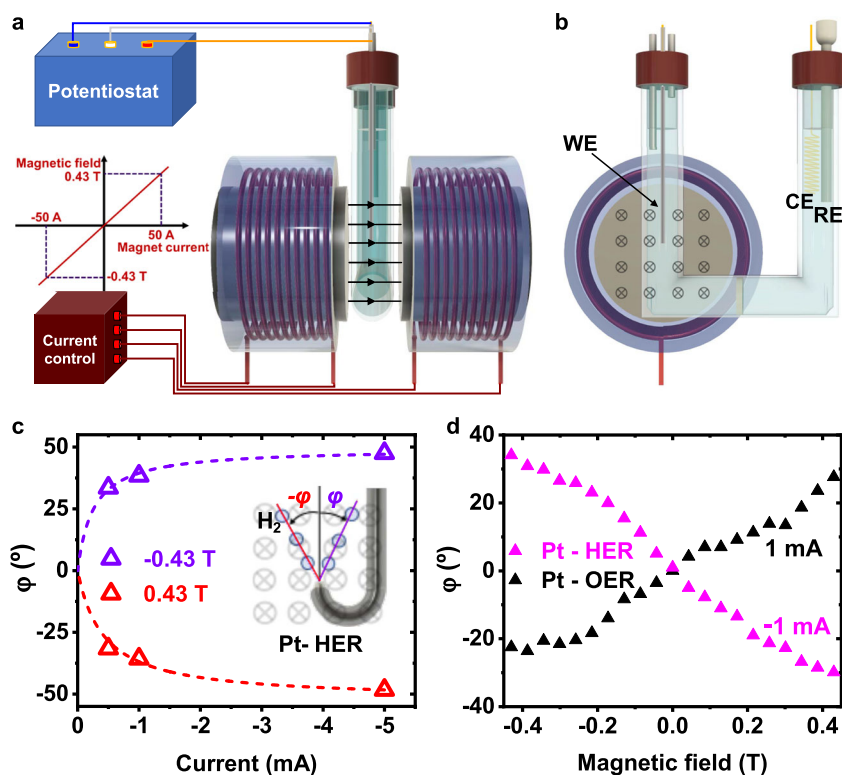 a
Potentiostat
Magnetic field
0.43 T
-50 A
50 A
Magnet current
-0.43 T
Current
control
b
WE
CE
RE
c
50
25
0
-25
-50
φ (º)
-φ
φ
H2
-0.43 T
0.43 T
Pt- HER
0
-1
-2
-3
-4
-5
Current (mA)
d
40
20
0
-20
-40
φ (º)
Pt - HER
Pt - OER
1 mA
-1 mA
-0.4
-0.2
0.0
0.2
0.4
Magnetic field (T)